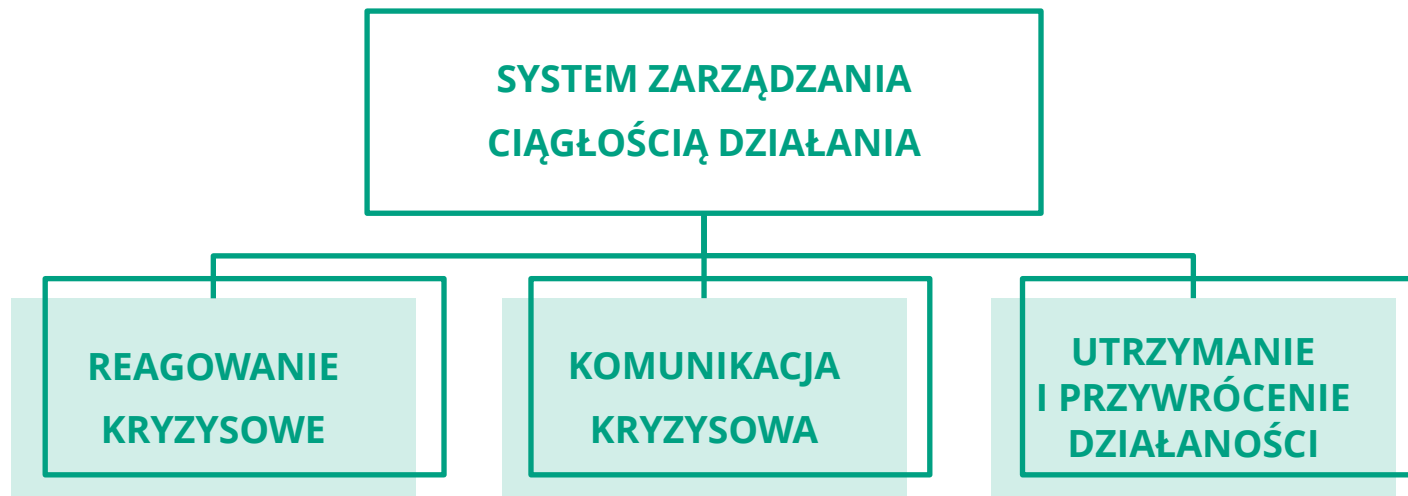 SYSTEM ZARZĄDZANIA
CIĄGŁOŚCIĄ DZIAŁANIA
REAGOWANIE
KRYZYSOWE
KOMUNIKACJA
KRYZYSOWA
UTRZYMANIE
I PRZYWRÓCENIE
DZIAŁANOŚCI